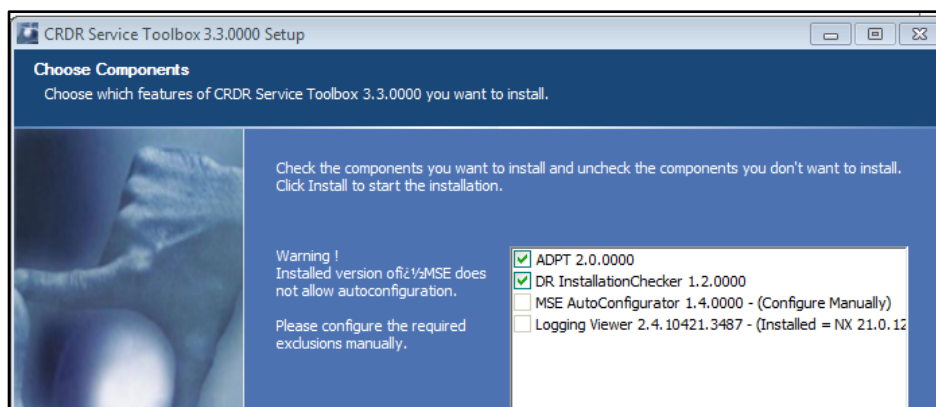 CRDR Service Toolbox 3.3.0000 Setup
Choose Components
Choose which features of CRDR Service Toolbox 3.3.0000 you want to install.
Check the components you want to install and uncheck the components you don't want to install.
Click Install to start the installation.
Warning !
Installed version ofï¿½MSE does
not allow autoconfiguration.
Please configure the required
exclusions manually.
ADPT 2.0.0000
DR InstallationChecker 1.2.0000
MSE AutoConfigurator 1.4.0000 - (Configure Manually)
Logging Viewer 2.4.10421.3487 - (Installed = NX 21.0.12